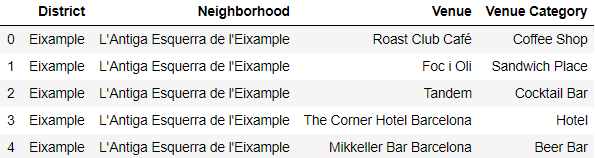 District Neighborhood Venue Venue Category
0 Eixample L'Antiga Esquerra de l'Eixample Roast Club Café Coffee Shop
1 Eixample L'Antiga Esquerra de l'Eixample Foc i Oli Sandwich Place
2 Eixample L'Antiga Esquerra de l'Eixample Tandem Cocktail Bar
3 Eixample L'Antiga Esquerra de l'Eixample The Corner Hotel Barcelona Hotel
4 Eixample L'Antiga Esquerra de l'Eixample Mikkeller Bar Barcelona Beer Bar